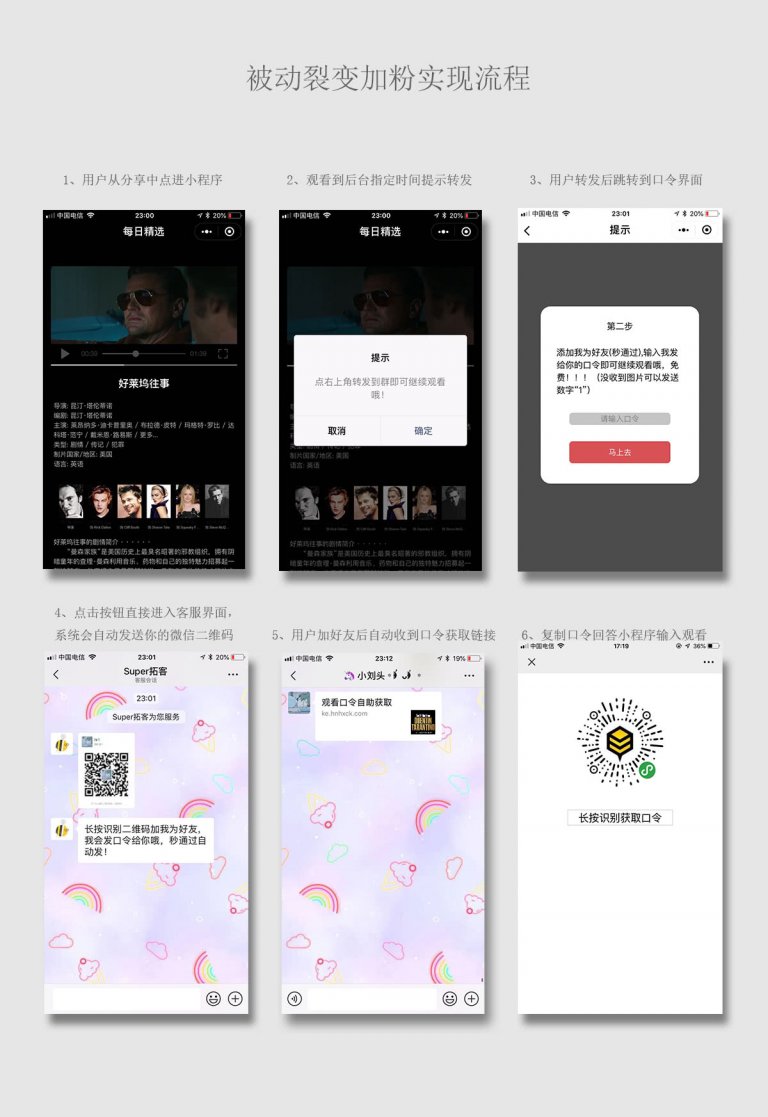 被动裂变加粉实现流程
1、用户从分享中点进小程序
2、观看到后台指定时间提示转发
3、用户转发后跳转到口令界面
中国电信
23:00
20%
每日精选
00:39
01:28
好莱坞往事
导演: 昆汀·塔伦蒂诺
编剧: 昆汀·塔伦蒂诺
主演: 莱昂纳多·迪卡普里奥 / 布拉德·皮特 / 玛格特·罗比 / 达
科塔·范宁 / 戴米恩·路易斯 / 更多...
类型: 剧情 / 传记 / 犯罪
制片国家/地区: 美国
语言: 英语
好莱坞往事的剧情简介 · · · · · ·
“曼森家族”是美国历史上最臭名昭著的邪教组织，拥有阴
暗童年的查理·曼森利用音乐、药物和自己的独特魅力招募起一
中国电信
23:00
20%
每日精选
提示
点右上角转发到群即可继续观看
哦!
取消
确定
科塔·范宁 / 戴米恩·路易斯 / 更多...
类型: 剧情 / 传记 / 犯罪
制片国家/地区: 美国
语言: 英语
好莱坞往事的剧情简介 · · · · · ·
“曼森家族”是美国历史上最臭名昭著的邪教组织，拥有阴
暗童年的查理·曼森利用音乐、药物和自己的独特魅力招募起一
中国电信
23:01
20%
提示
第二步
添加我为好友(秒通过),输入我发
给你的口令即可继续观看哦，免
费！！！（没收到图片可以发送
数字“1”）
请输入口令
马上去
4、点击按钮直接进入客服界面，
系统会自动发送你的微信二维码
5、用户加好友后自动收到口令获取链接
6、复制口令回答小程序输入观看
中国电信
23:01
20%
Super拓客
客服会话
23:01
Super拓客为您服务
长按识别二维码加我为好友，
我会发口令给你哦，秒通过自
动发！
中国电信
23:12
19%
小刘头
观看口令自助获取
ke.hnhxck.com
QUENTIN
TARANTINO
中国电信
17:19
36%
长按识别获取口令